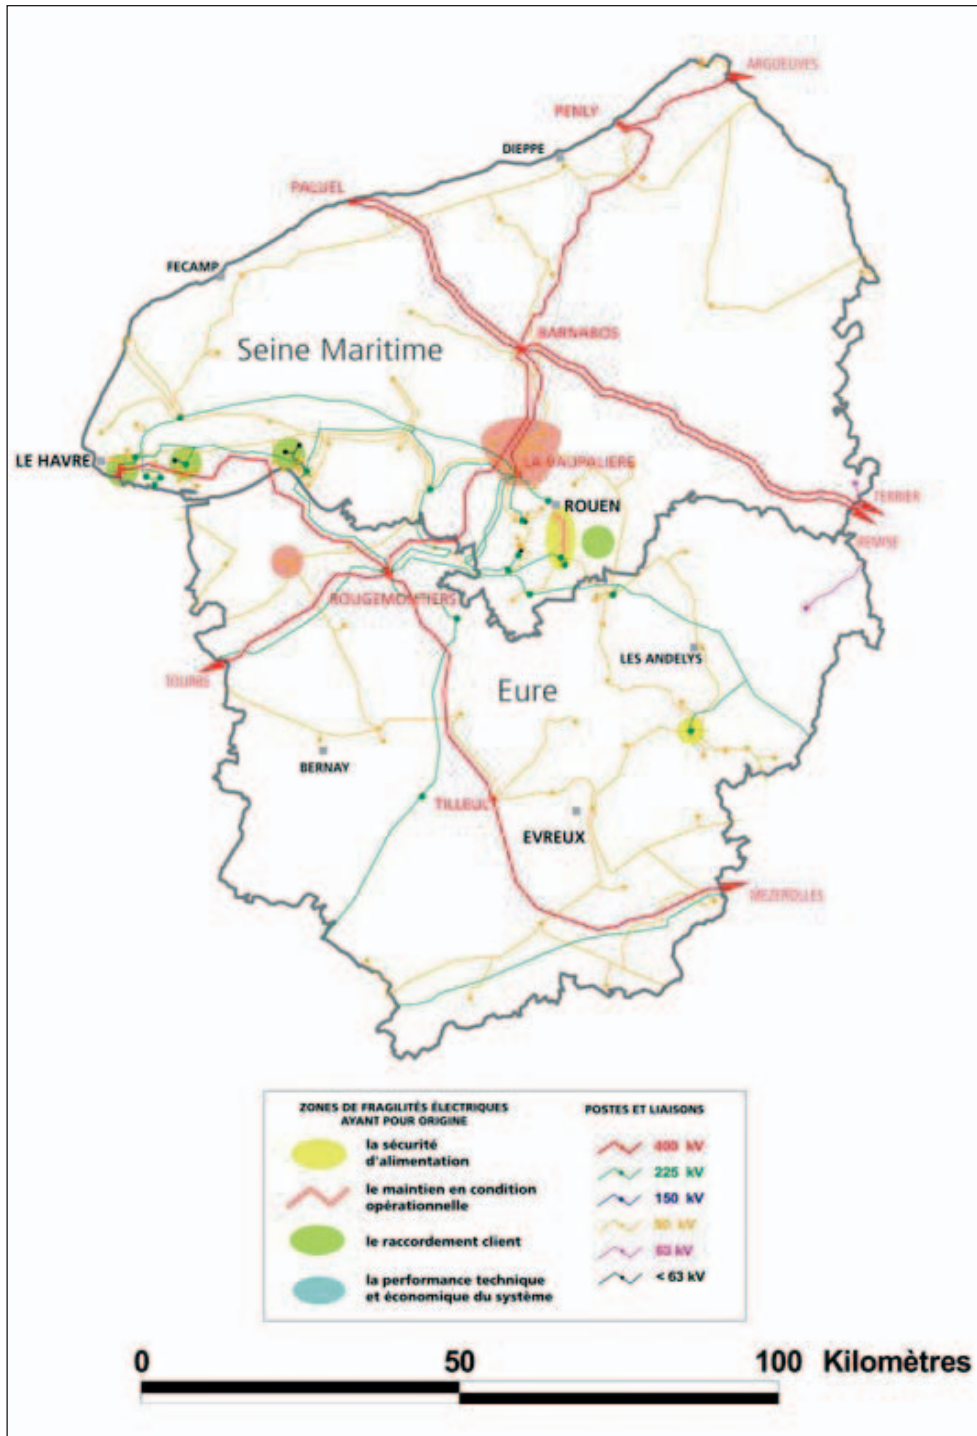 ARGOEUVES
PENLY
DIEPPE
PALUEL
FECAMP
BARNABOS
Seine Maritime
LE HAVRE
LA VAUPALIERE
ROUEN
TERRIER
REMISE
ROUGEMONTIERS
LES ANDELYS
TOURBE
Eure
BERNAY
TILLEUL
EVREUX
MEZEROLLES
ZONES DE FRAGILITÉS ÉLECTRIQUES
AYANT POUR ORIGINE
la sécurité
d'alimentation
le maintien en condition
opérationnelle
le raccordement client
la performance technique
et économique du système
POSTES ET LIAISONS
400 kV
225 kV
150 kV
90 kV
63 kV
< 63 kV
0 50 100 Kilomètres